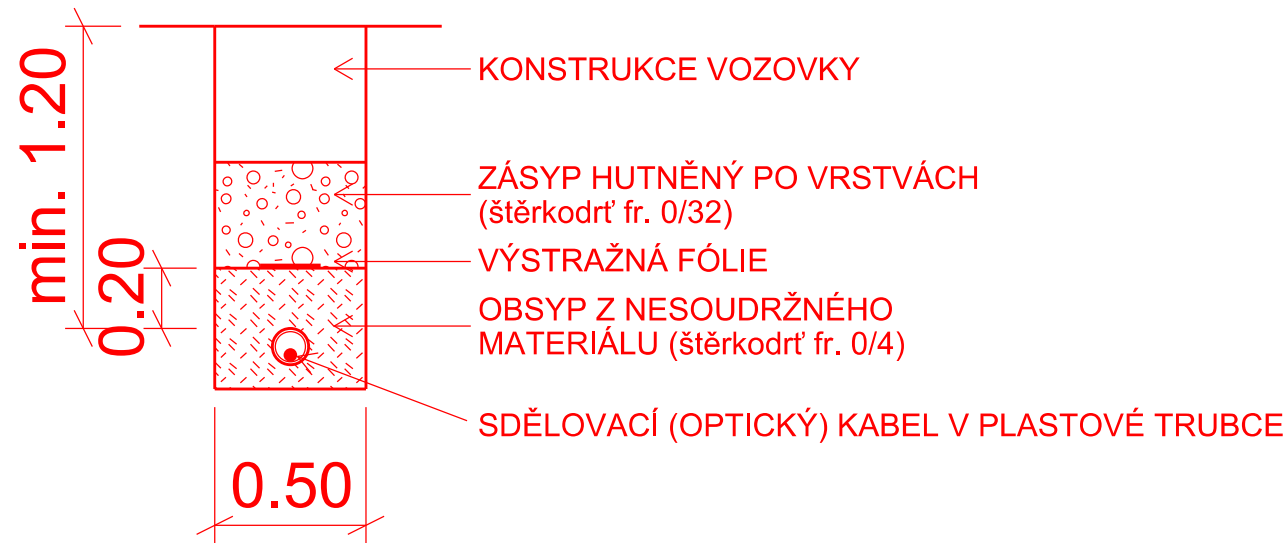 min. 1.20
0.20
KONSTRUKCE VOZOVKY
ZÁSYP HUTNĚNÝ PO VRSTVÁCH
(štěrkodrť fr. 0/32)
VÝSTRAŽNÁ FÓLIE
OBSYP Z NESOUDRŽNÉHO
MATERIÁLU (štěrkodrť fr. 0/4)
SDĚLOVACÍ (OPTICKÝ) KABEL V PLASTOVÉ TRUBCE
0.50